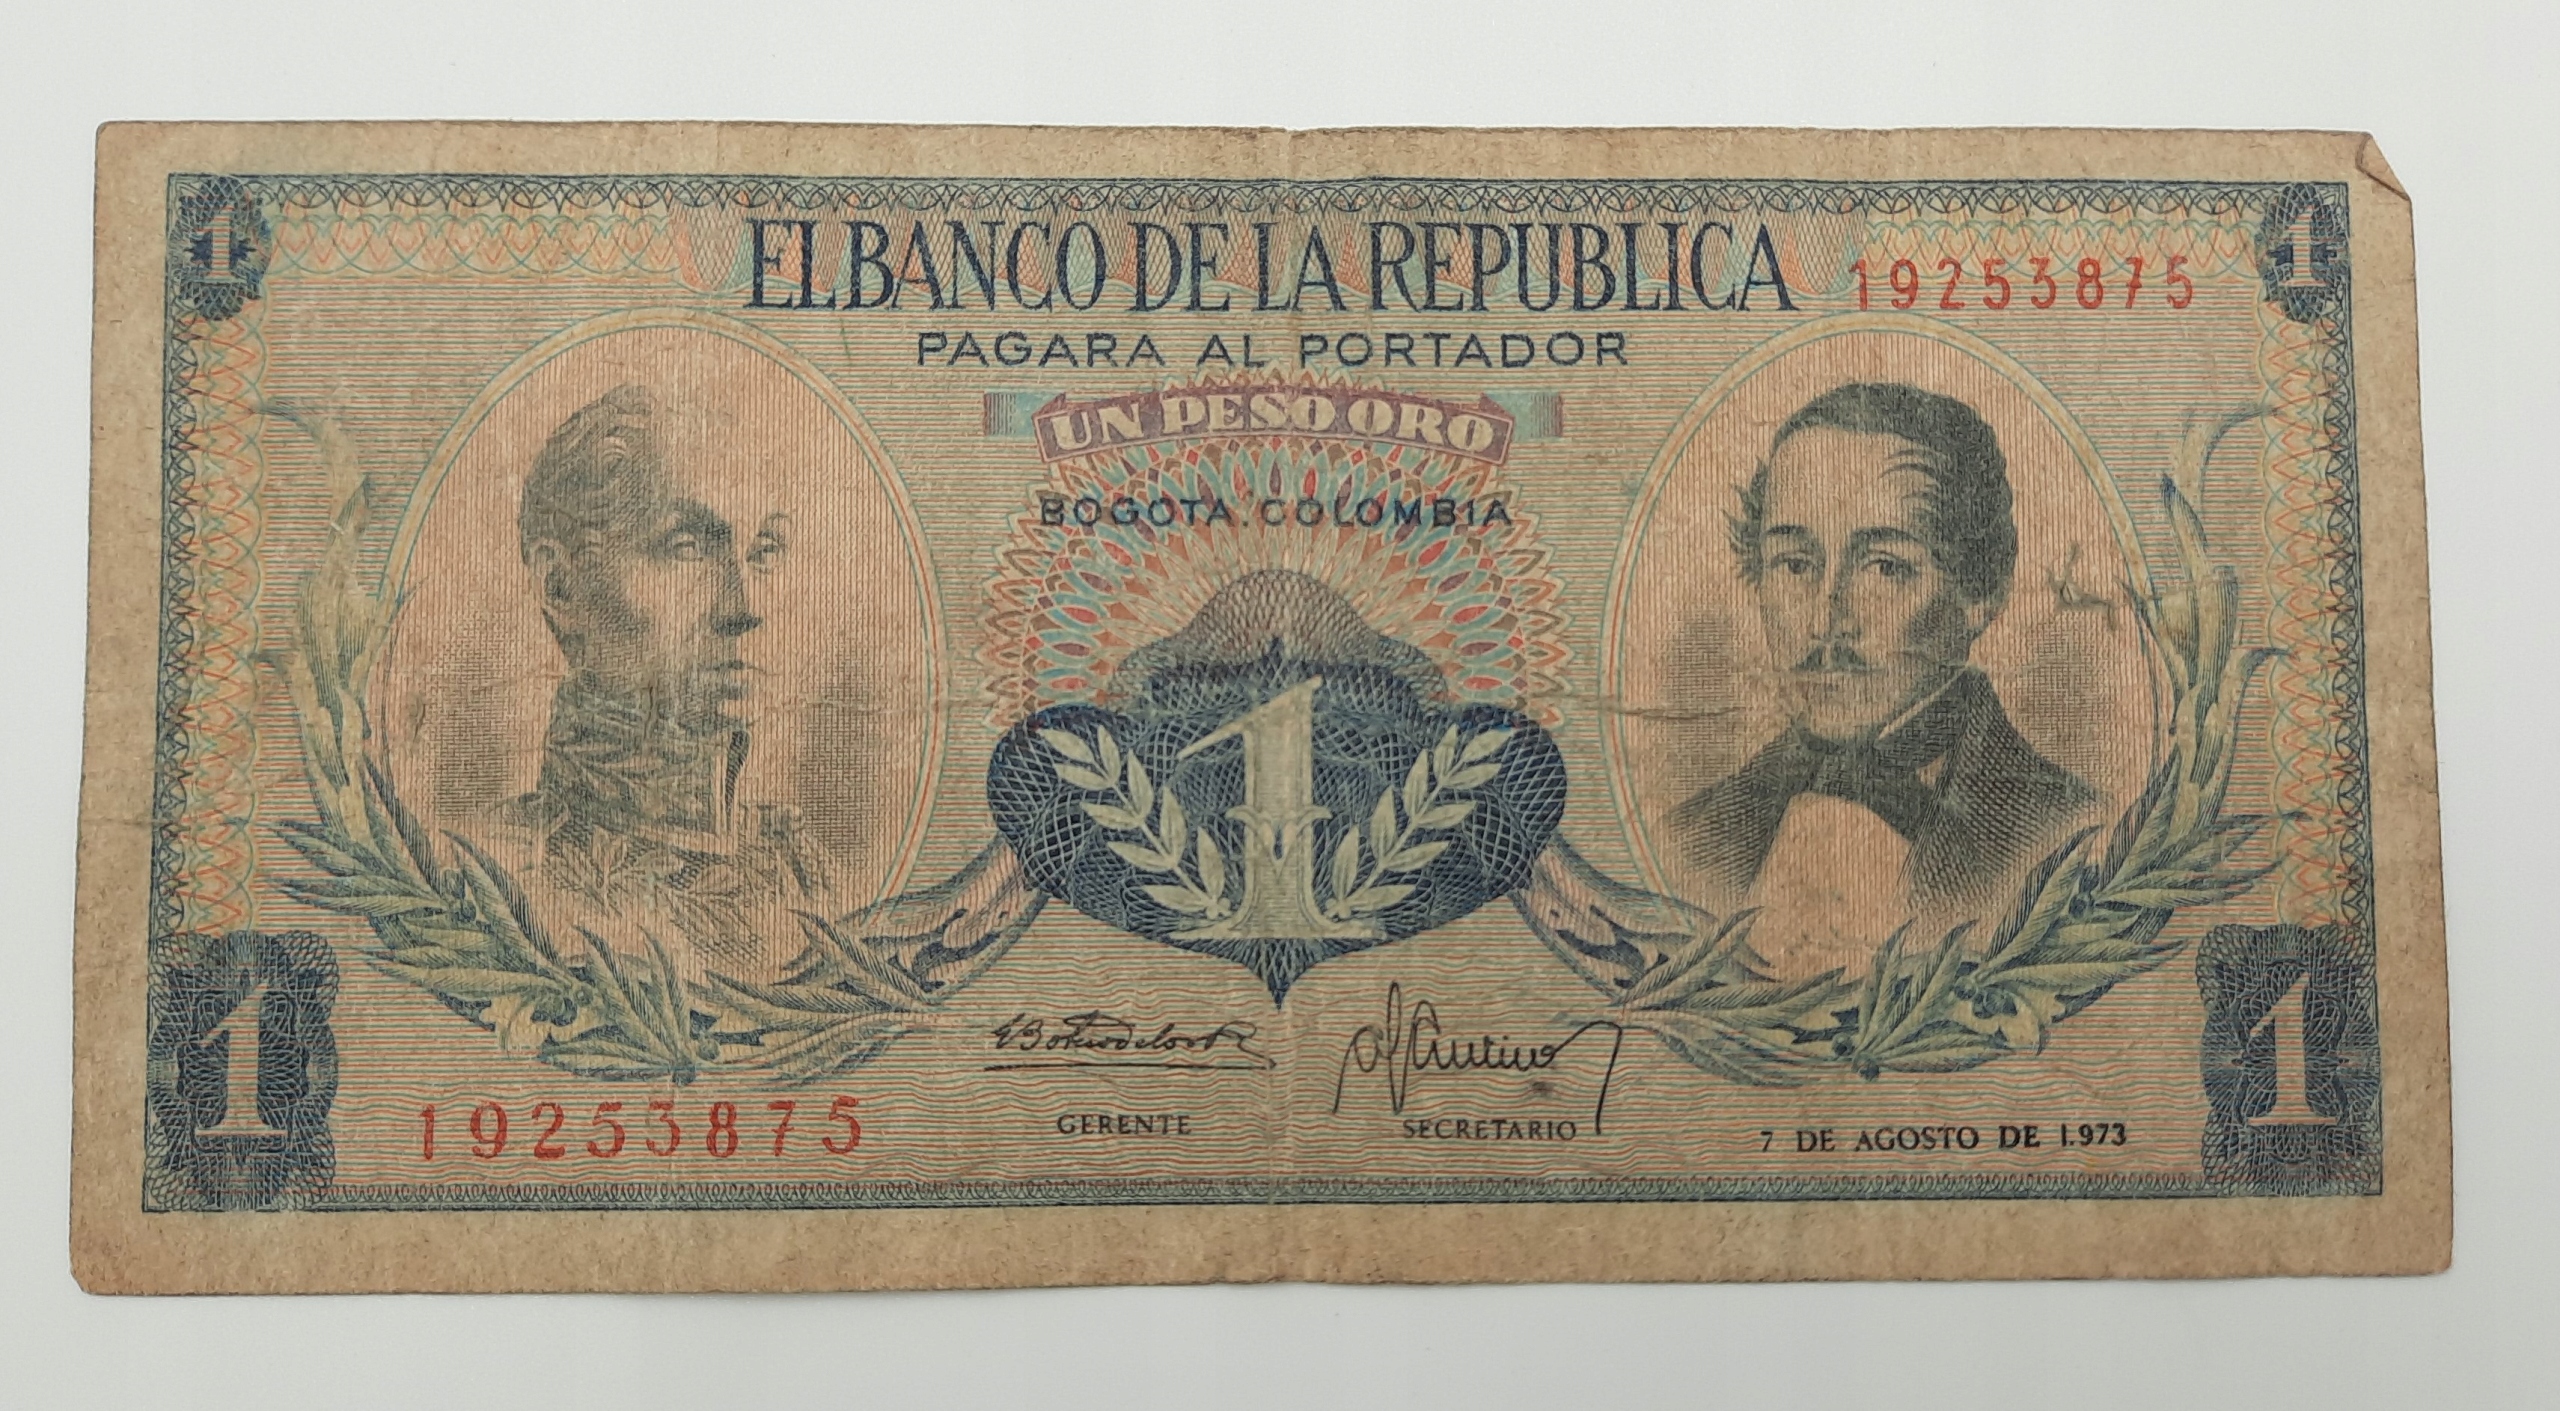 1
1
EL BANCO DE LA REPUBLICA
19253875
PAGARA AL PORTADOR
UN PESO ORO
BOGOTA, COLOMBIA
1
1
1
19253875
GERENTE
SECRETARIO
7 DE AGOSTO DE 1.973